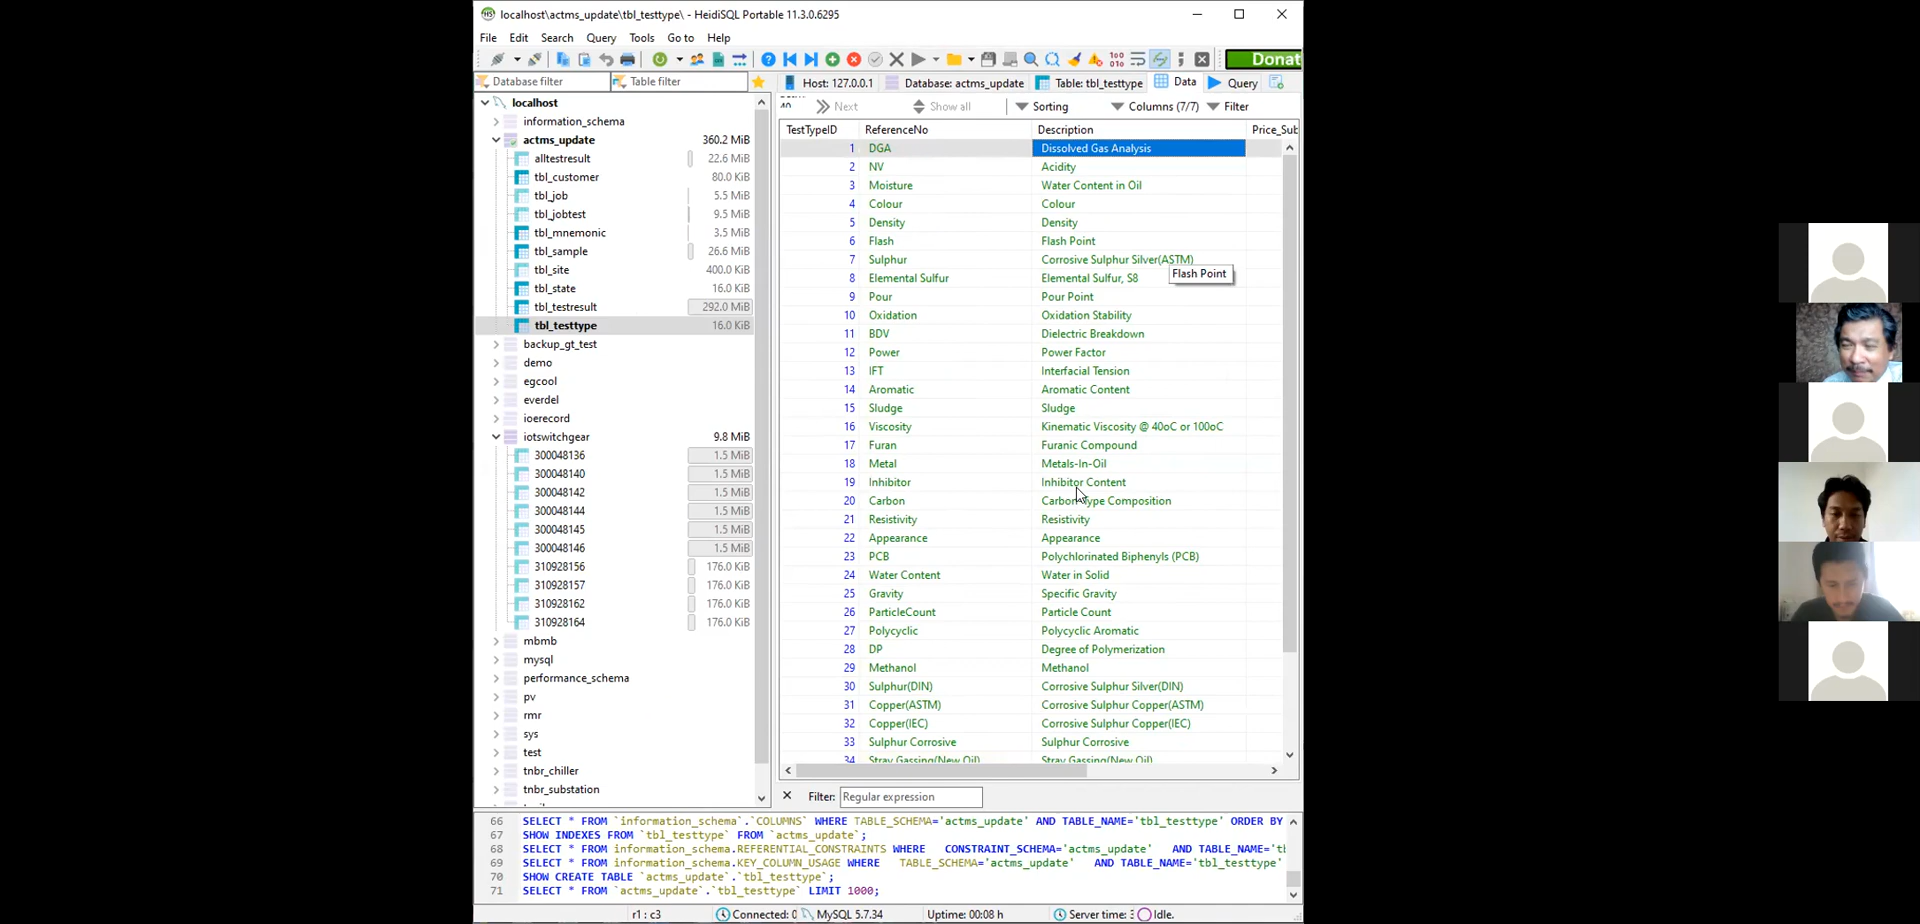 localhost\actms_update\tbl_testtype\ - HeidiSQL Portable 11.3.0.6295
File Edit Search Query Tools Go to Help
Donat
Database filter Table filter Host: 127.0.0.1 Database: actms_update Table: tbl_testtype Data Query
Next Show all Sorting Columns (7/7) Filter
localhost
information_schema
actms_update 360.2 MiB
alltestresult 22.6 MiB
tbl_customer 80.0 KiB
tbl_job 5.5 MiB
tbl_jobtest 9.5 MiB
tbl_mnemonic 3.5 MiB
tbl_sample 26.6 MiB
tbl_site 400.0 KiB
tbl_state 16.0 KiB
tbl_testresult 292.0 MiB
tbl_testtype 16.0 KiB
backup_gt_test
demo
egcool
everdel
ioerecord
iotswitchgear 9.8 MiB
300048136 1.5 MiB
300048140 1.5 MiB
300048142 1.5 MiB
300048144 1.5 MiB
300048145 1.5 MiB
300048146 1.5 MiB
310928156 176.0 KiB
310928157 176.0 KiB
310928162 176.0 KiB
310928164 176.0 KiB
mbmb
mysql
performance_schema
pv
rmr
sys
test
tnbr_chiller
tnbr_substation
TestTypeID ReferenceNo Description Price_Sub
1 DGA Dissolved Gas Analysis
2 NV Acidity
3 Moisture Water Content in Oil
4 Colour Colour
5 Density Density
6 Flash Flash Point
7 Sulphur Corrosive Sulphur Silver(ASTM)
Flash Point
8 Elemental Sulfur Elemental Sulfur, S8
9 Pour Pour Point
10 Oxidation Oxidation Stability
11 BDV Dielectric Breakdown
12 Power Power Factor
13 IFT Interfacial Tension
14 Aromatic Aromatic Content
15 Sludge Sludge
16 Viscosity Kinematic Viscosity @ 40oC or 100oC
17 Furan Furanic Compound
18 Metal Metals-In-Oil
19 Inhibitor Inhibitor Content
20 Carbon Carbon Type Composition
21 Resistivity Resistivity
22 Appearance Appearance
23 PCB Polychlorinated Biphenyls (PCB)
24 Water Content Water in Solid
25 Gravity Specific Gravity
26 ParticleCount Particle Count
27 Polycyclic Polycyclic Aromatic
28 DP Degree of Polymerization
29 Methanol Methanol
30 Sulphur(DIN) Corrosive Sulphur Silver(DIN)
31 Copper(ASTM) Corrosive Sulphur Copper(ASTM)
32 Copper(IEC) Corrosive Sulphur Copper(IEC)
33 Sulphur Corrosive Sulphur Corrosive
34 Stray Gassing(New Oil) Stray Gassing(New Oil)
Filter: Regular expression
66 SELECT * FROM `information_schema`.`COLUMNS` WHERE TABLE_SCHEMA='actms_update' AND TABLE_NAME='tbl_testtype' ORDER BY
67 SHOW INDEXES FROM `tbl_testtype` FROM `actms_update`;
68 SELECT * FROM information_schema.REFERENTIAL_CONSTRAINTS WHERE CONSTRAINT_SCHEMA='actms_update' AND TABLE_NAME='tb
69 SELECT * FROM information_schema.KEY_COLUMN_USAGE WHERE TABLE_SCHEMA='actms_update' AND TABLE_NAME='tbl_testtype'
70 SHOW CREATE TABLE `actms_update`.`tbl_testtype`;
71 SELECT * FROM `actms_update`.`tbl_testtype` LIMIT 1000;
r1 : c3 Connected: 0 MySQL 5.7.34 Uptime: 00:08 h Server time: Idle.